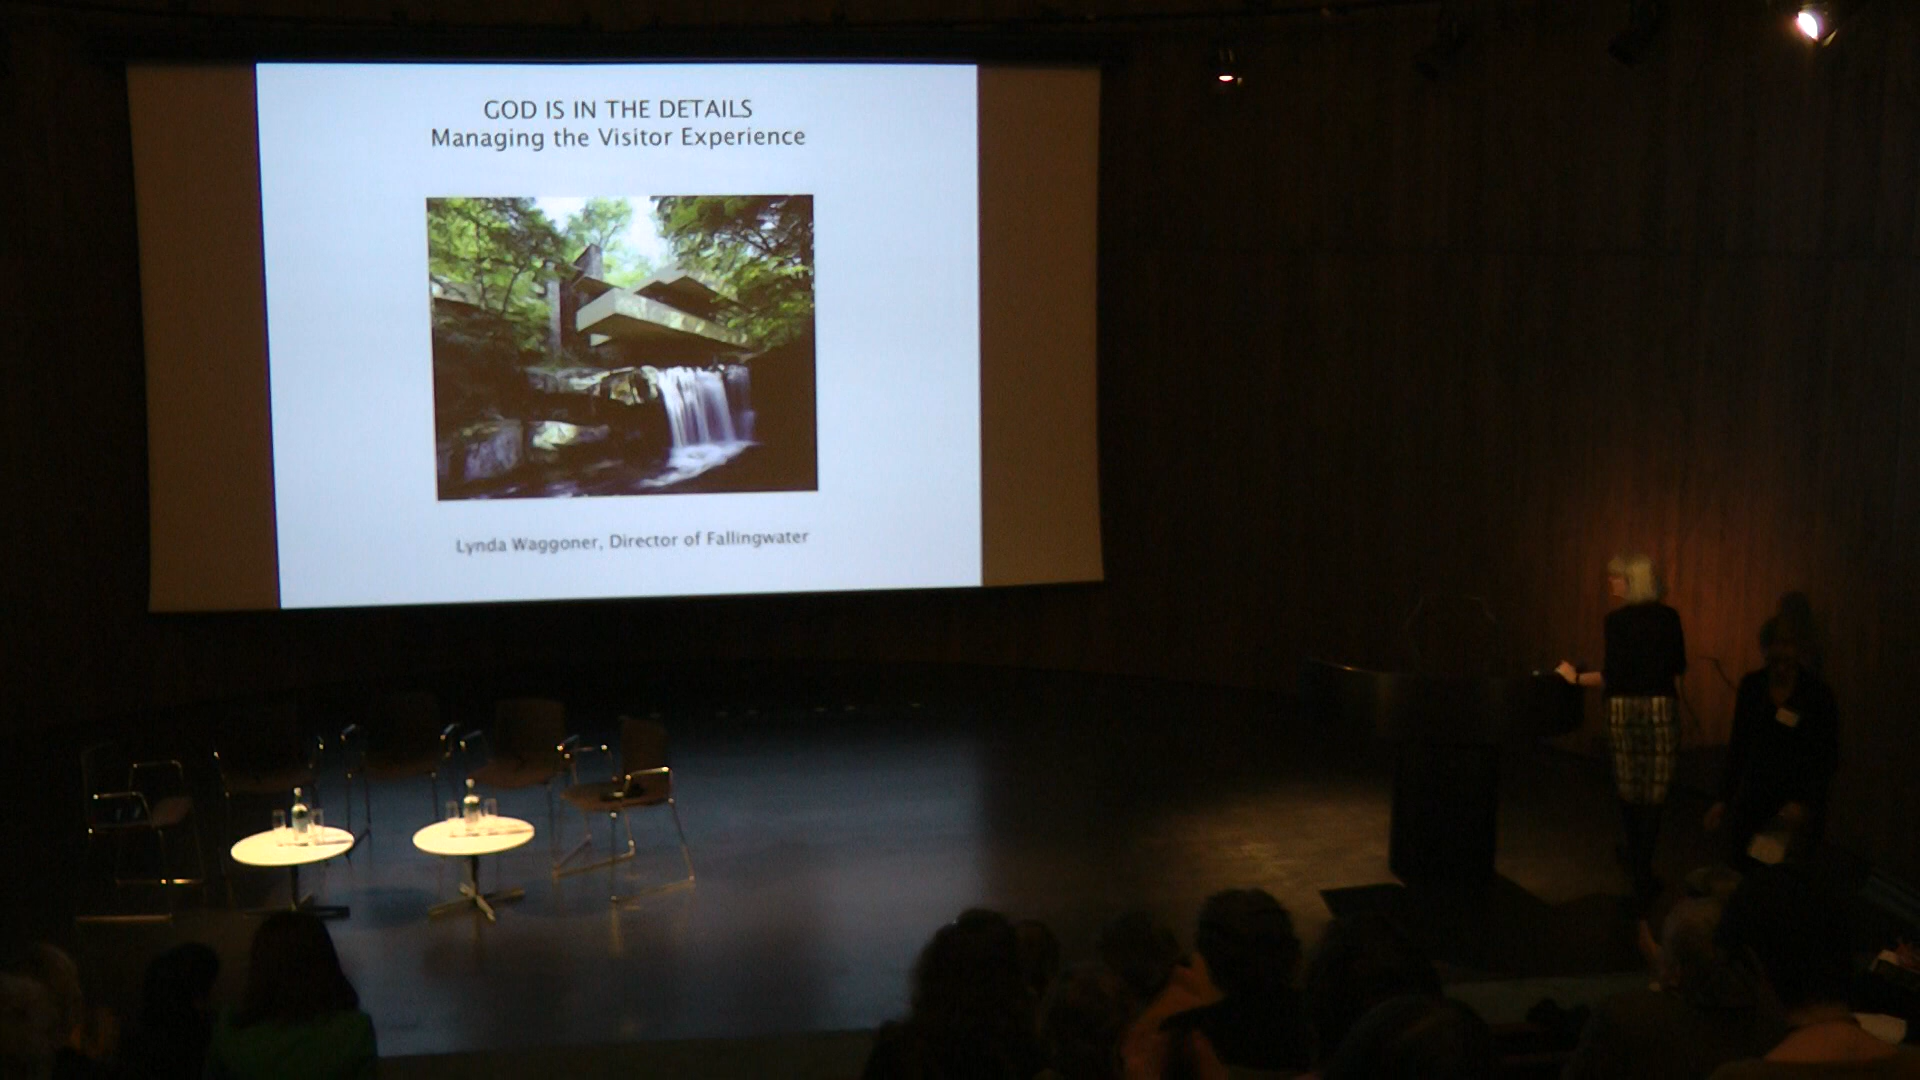 GOD IS IN THE DETAILS
Managing the Visitor Experience
Lynda Waggoner, Director of Fallingwater